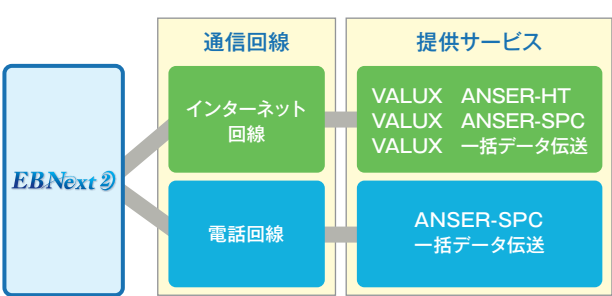 通信回線
提供サービス
EBNext2
インターネット
回線
VALUX ANSER-HT
VALUX ANSER-SPC
VALUX 一括データ伝送
電話回線
ANSER-SPC
一括データ伝送